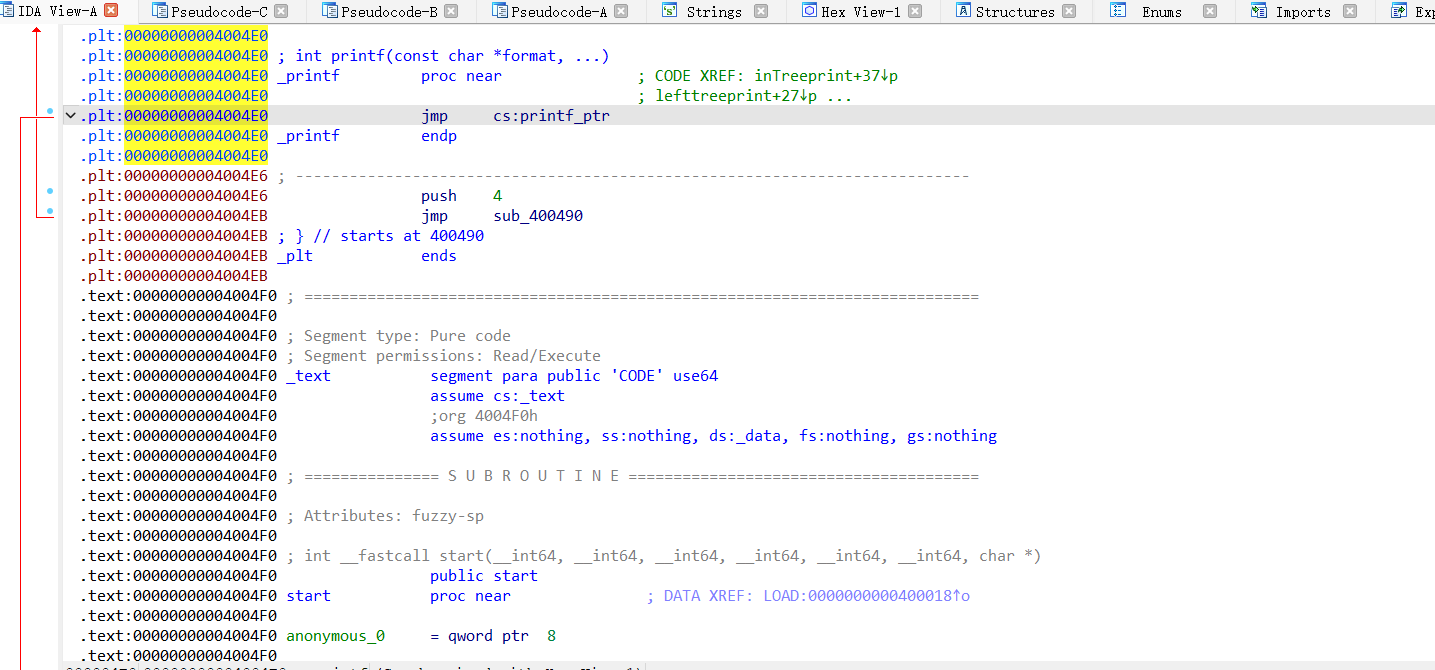 IDA View-A Pseudocode-C Pseudocode-B Pseudocode-A Strings Hex View-1 Structures Enums Imports
.plt:00000000004004E0
.plt:00000000004004E0 ; int printf(const char *format, ...)
.plt:00000000004004E0 _printf proc near ; CODE XREF: inTreeprint+37↓p
.plt:00000000004004E0 ; lefttreeprint+27↓p ...
.plt:00000000004004E0 jmp cs:printf_ptr
.plt:00000000004004E0 _printf endp
.plt:00000000004004E0
.plt:00000000004004E6 ; ---------------------------------------------------------------------------
.plt:00000000004004E6 push 4
.plt:00000000004004EB jmp sub_400490
.plt:00000000004004EB ; } // starts at 400490
.plt:00000000004004EB _plt ends
.plt:00000000004004EB
.text:00000000004004F0 ; ===========================================================================
.text:00000000004004F0
.text:00000000004004F0 ; Segment type: Pure code
.text:00000000004004F0 ; Segment permissions: Read/Execute
.text:00000000004004F0 _text segment para public 'CODE' use64
.text:00000000004004F0 assume cs:_text
.text:00000000004004F0 ;org 4004F0h
.text:00000000004004F0 assume es:nothing, ss:nothing, ds:_data, fs:nothing, gs:nothing
.text:00000000004004F0
.text:00000000004004F0 ; =============== S U B R O U T I N E =======================================
.text:00000000004004F0
.text:00000000004004F0 ; Attributes: fuzzy-sp
.text:00000000004004F0
.text:00000000004004F0 ; int __fastcall start(__int64, __int64, __int64, __int64, __int64, __int64, char *)
.text:00000000004004F0 public start
.text:00000000004004F0 start proc near ; DATA XREF: LOAD:0000000000400018↑o
.text:00000000004004F0
.text:00000000004004F0 anonymous_0 = qword ptr 8
.text:00000000004004F0